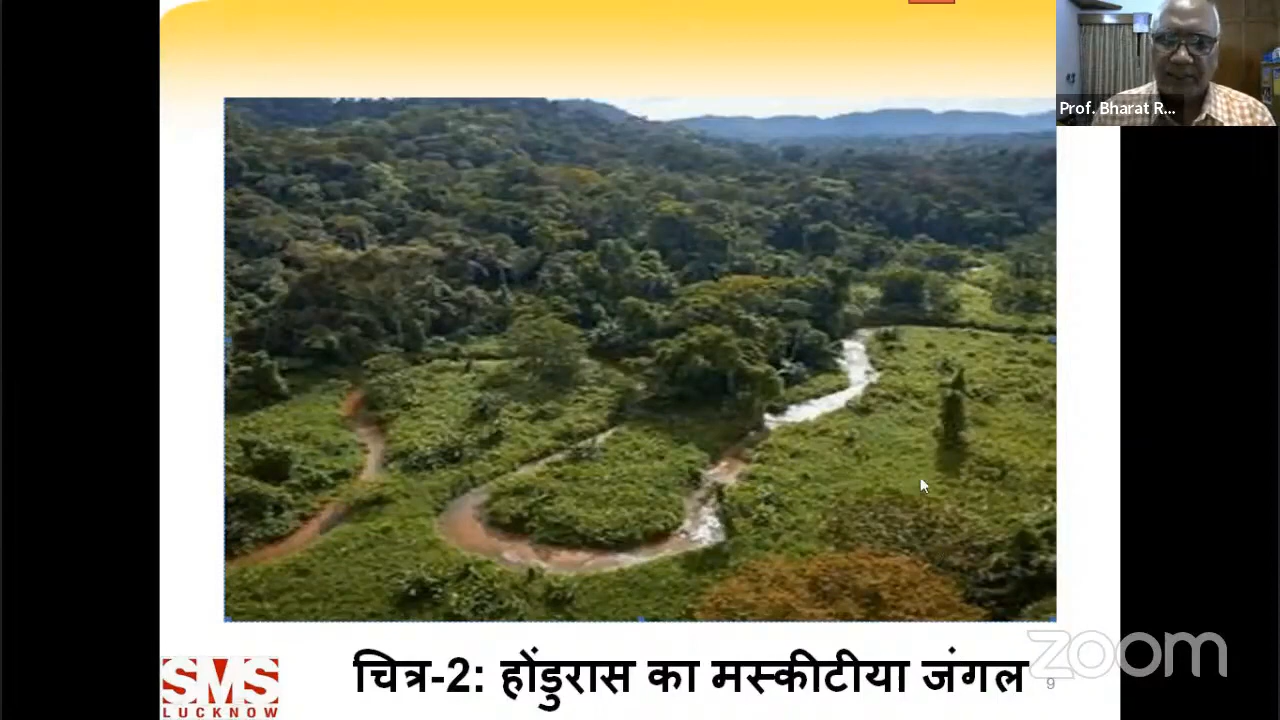 Prof. Bharat R...
चित्र-2: होंडुरास का मस्कीटीया जंगल
9
zoom
SMS
LUCKNOW